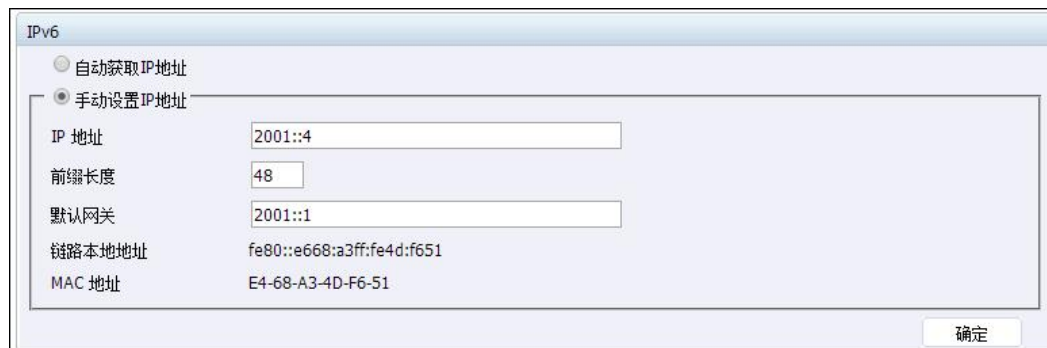 IPv6
自动获取IP地址
手动设置IP地址
IP 地址 2001::4
前缀长度 48
默认网关 2001::1
链路本地地址 fe80::e668:a3ff:fe4d:f651
MAC 地址 E4-68-A3-4D-F6-51
确定